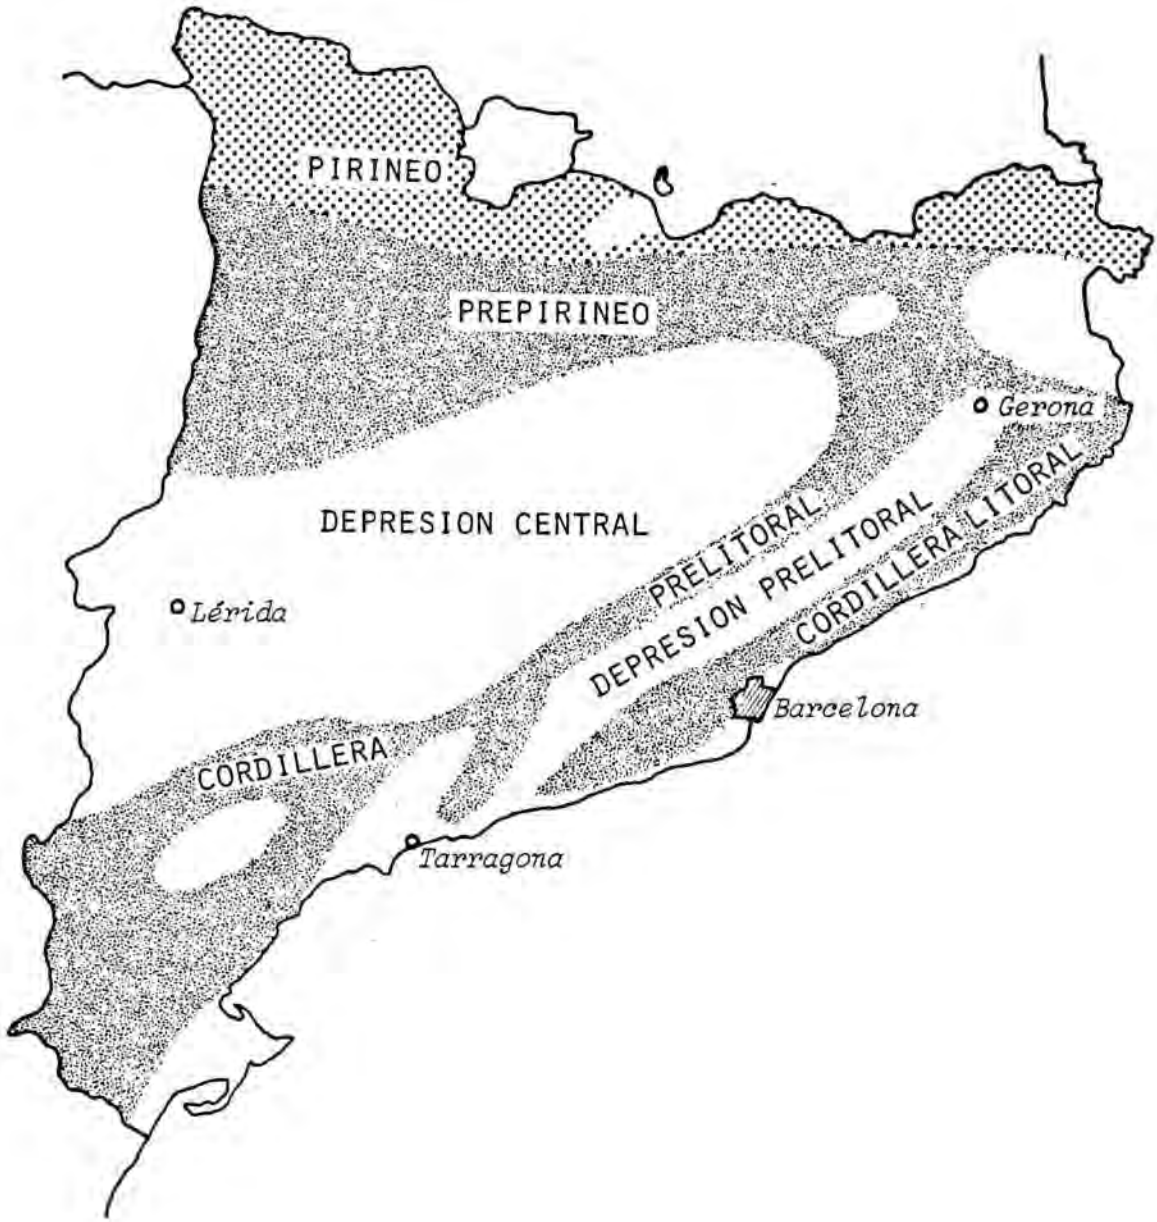 PIRINEO
PREPIRINEO
Gerona
DEPRESION CENTRAL
PRELITORAL
DEPRESION PRELITORAL
CORDILLERA LITORAL
Lérida
Barcelona
CORDILLERA
Tarragona